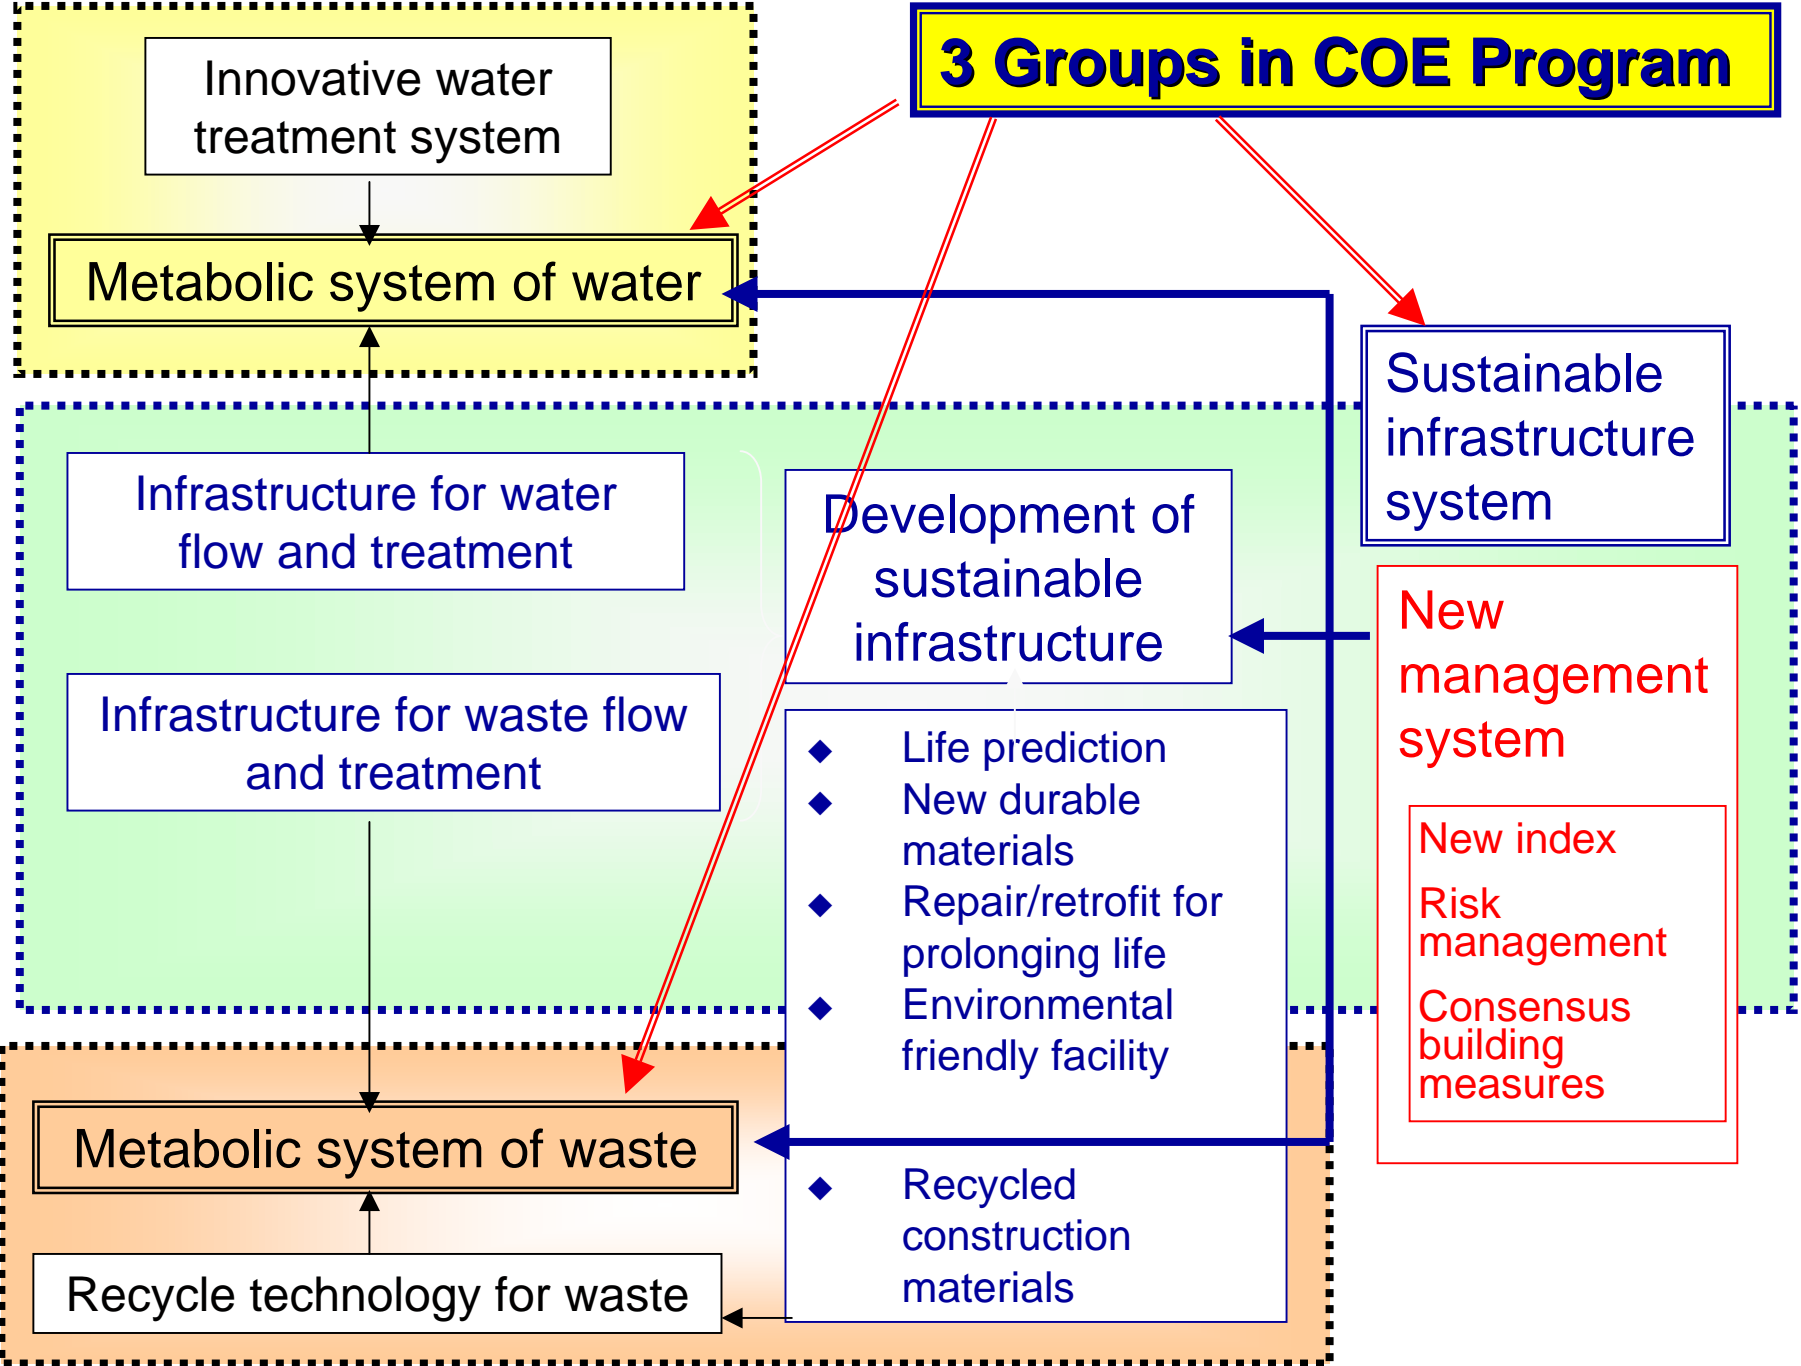 3 Groups in COE Program
Innovative water
treatment system
Metabolic system of water
Sustainable
infrastructure
system
Infrastructure for water
flow and treatment
Development of
sustainable
infrastructure
New
management
system
Infrastructure for waste flow
and treatment
◆ Life prediction
◆ New durable
materials
◆ Repair/retrofit for
prolonging life
◆ Environmental
friendly facility
◆ Recycled
construction
materials
New index
Risk
management
Consensus
building
measures
Metabolic system of waste
Recycle technology for waste